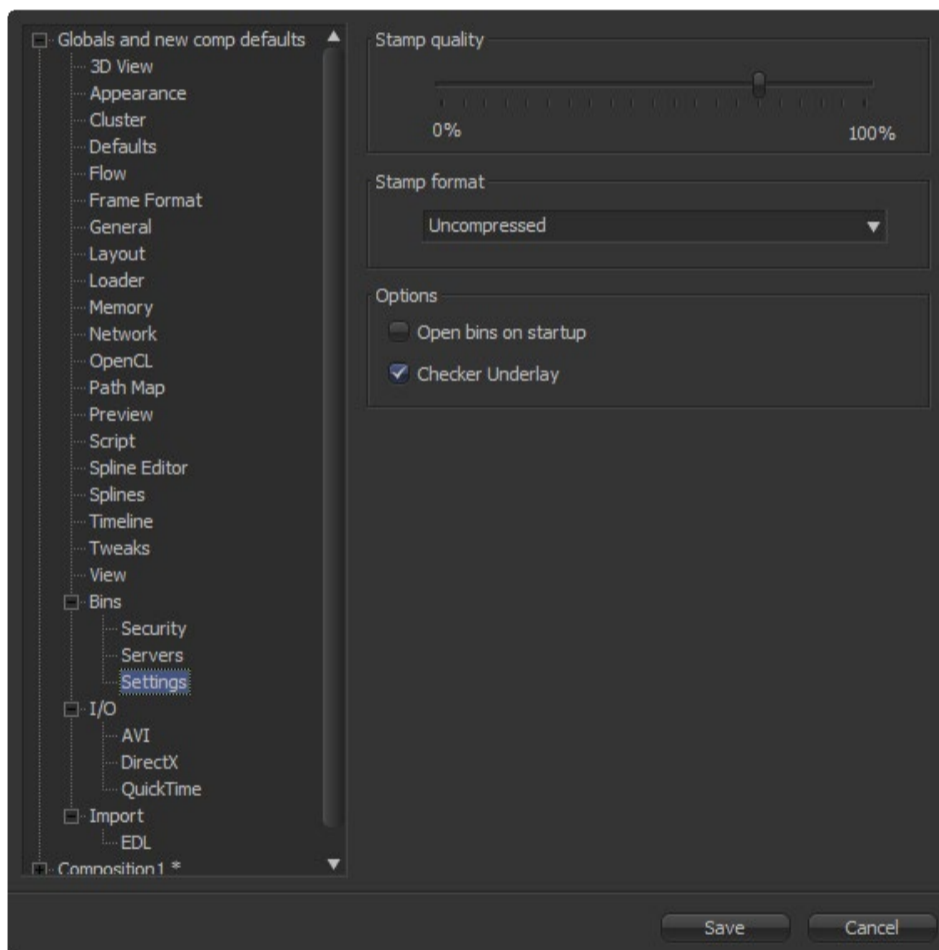 Globals and new comp defaults
3D View
Appearance
Cluster
Defaults
Flow
Frame Format
General
Layout
Loader
Memory
Network
OpenCL
Path Map
Preview
Script
Spline Editor
Splines
Timeline
Tweaks
View
Bins
Security
Servers
Settings
I/O
AVI
DirectX
QuickTime
Import
EDL
Composition1 *
Stamp quality
0% 100%
Stamp format
Uncompressed
Options
Open bins on startup
Checker Underlay
Save Cancel